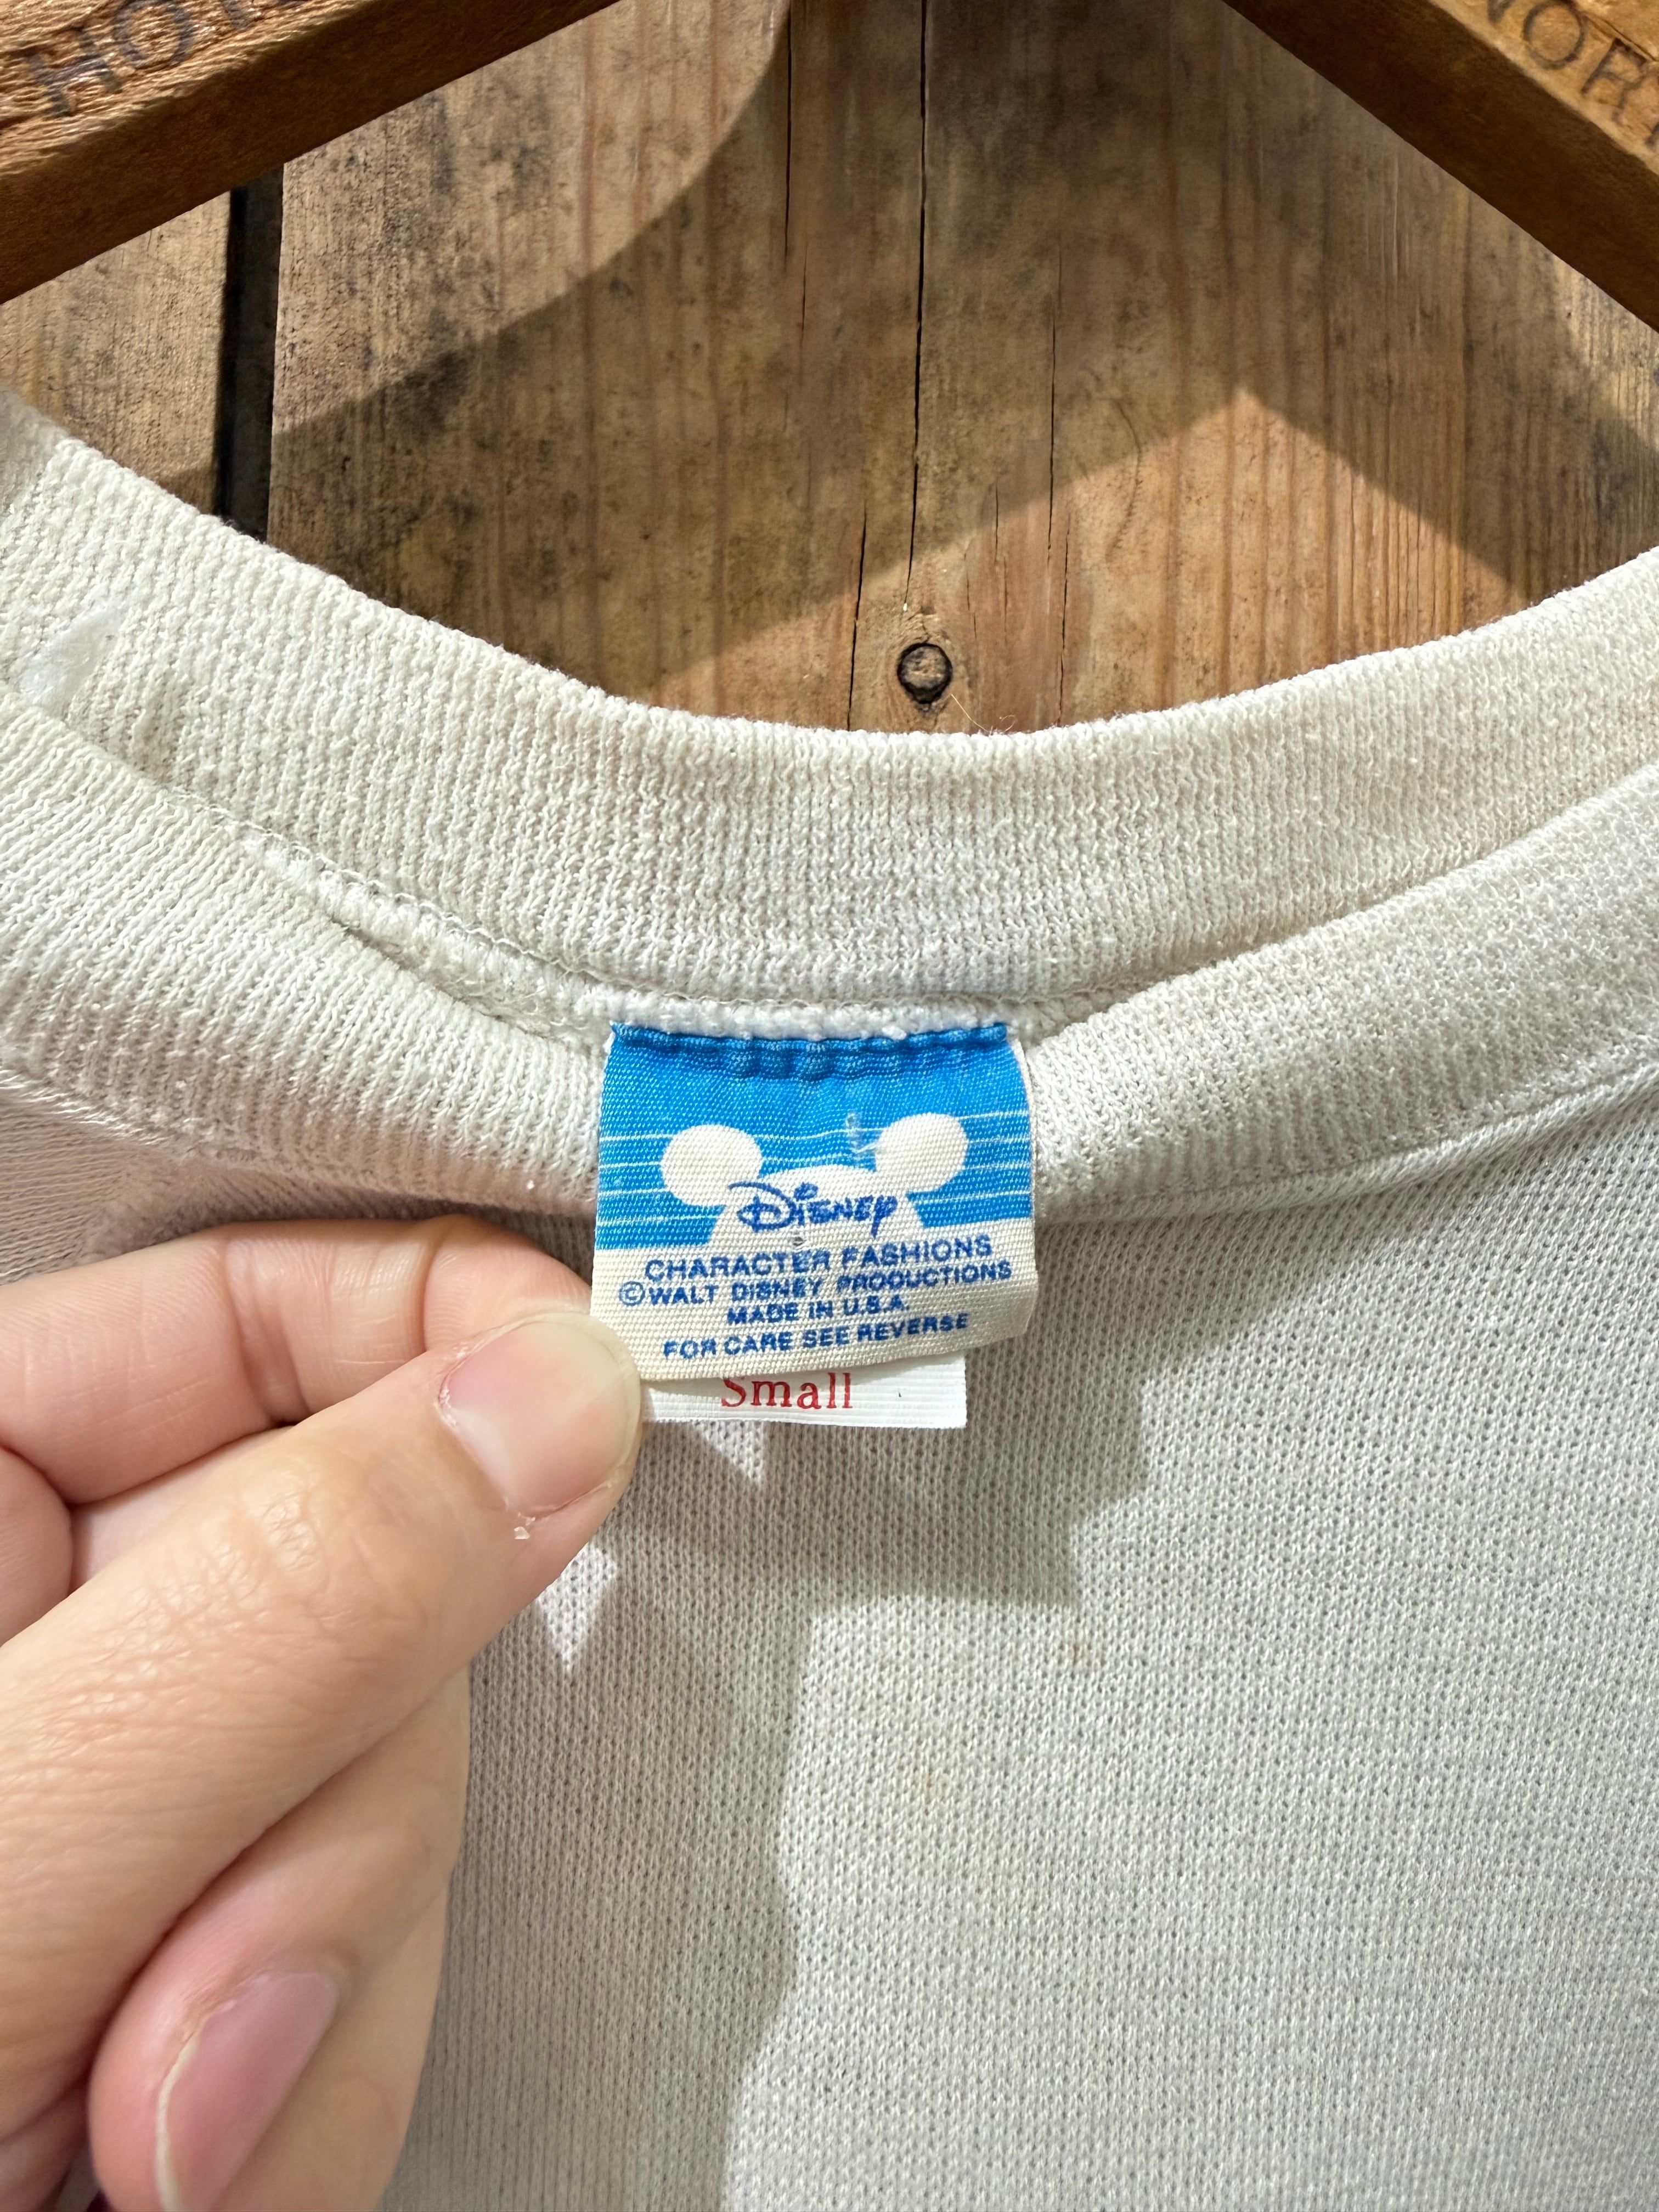 DISNEY
CHARACTER FASHIONS
©WALT DISNEY PRODUCTIONS
MADE IN U.S.A.
FOR CARE SEE REVERSE
Small